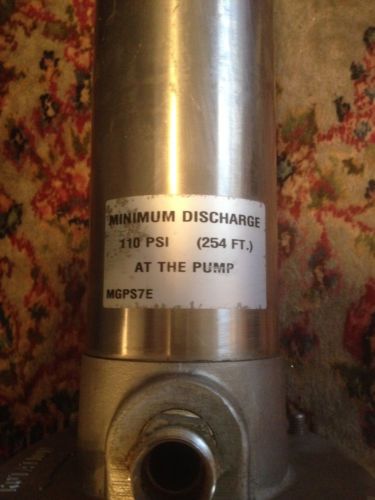 MINIMUM DISCHARGE
110 PSI (254 FT.)
AT THE PUMP
MGPS7E